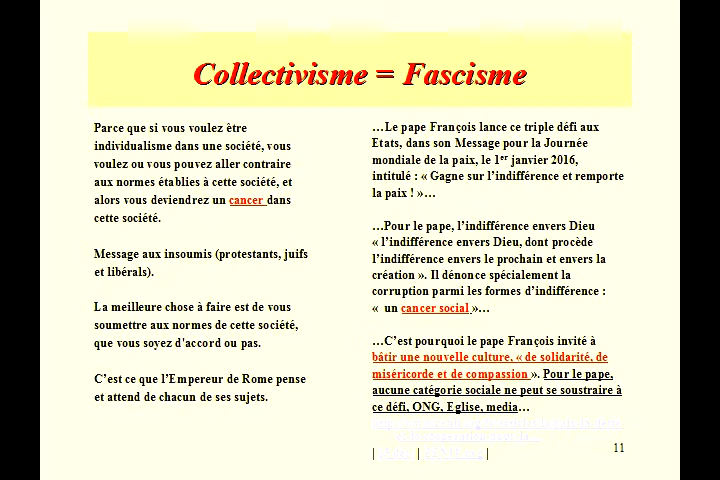 Collectivisme = Fascisme
Parce que si vous voulez être
individualisme dans une société, vous
voulez ou vous pouvez aller contraire
aux normes établies à cette société, et
alors vous deviendrez un cancer dans
cette société.
Message aux insoumis (protestants, juifs
et libérals).
La meilleure chose à faire est de vous
soumettre aux normes de cette société,
que vous soyez d'accord ou pas.
C’est ce que l’Empereur de Rome pense
et attend de chacun de ses sujets.
…Le pape François lance ce triple défi aux
Etats, dans son Message pour la Journée
mondiale de la paix, le 1er janvier 2016,
intitulé : « Gagne sur l’indifférence et remporte
la paix ! »…
…Pour le pape, l’indifférence envers Dieu
« l’indifférence envers Dieu, dont procède
l’indifférence envers le prochain et envers la
création ». Il dénonce spécialement la
corruption parmi les formes d’indifférence :
« un cancer social »…
…C’est pourquoi le pape François invité à
bâtir une nouvelle culture, « de solidarité, de
miséricorde et de compassion ». Pour le pape,
aucune catégorie sociale ne peut se soustraire à
ce défi, ONG, Eglise, media…
11